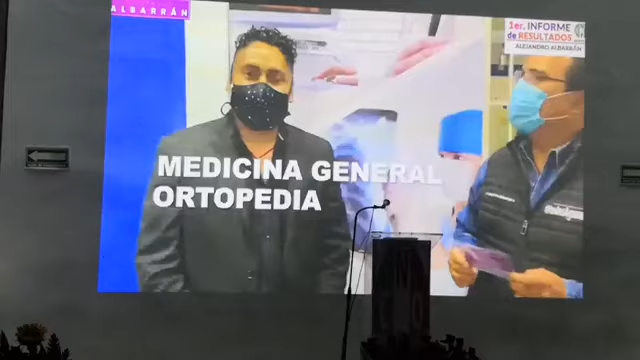 ALBARRÁN
1er. INFORME
de RESULTADOS
ALEJANDRO ALBARRÁN
MEDICINA GENERAL
ORTOPEDIA